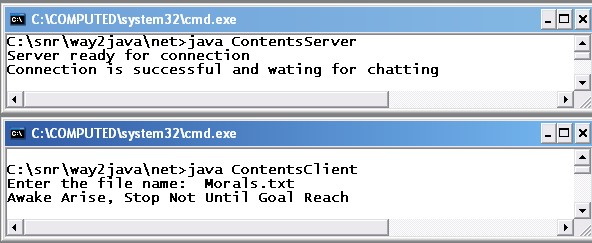 C:\COMPUTED\system32\cmd.exe
C:\snr\way2java\net>java ContentsServer
Server ready for connection
Connection is successful and wating for chatting
C:\COMPUTED\system32\cmd.exe
C:\snr\way2java\net>java ContentsClient
Enter the file name:  Morals.txt
Awake Arise, Stop Not Until Goal Reach